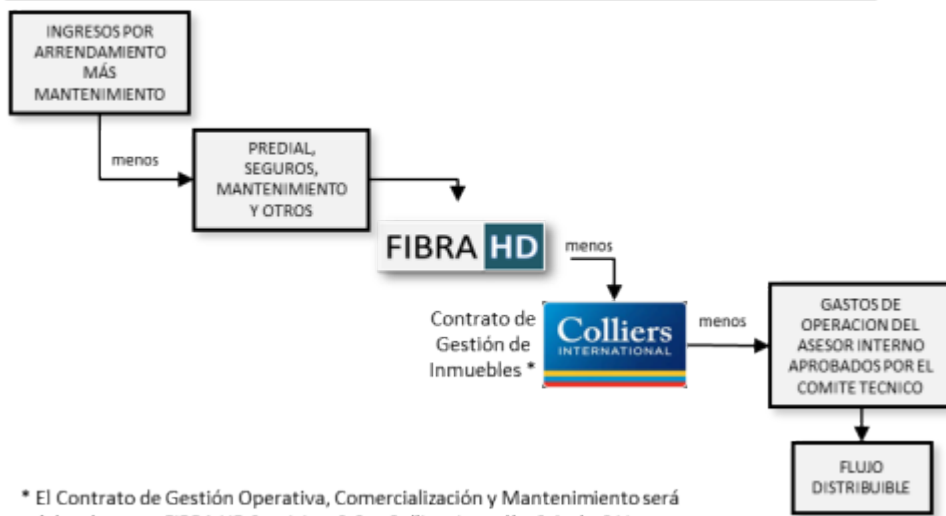 INGRESOS POR
ARRENDAMIENTO
MÁS
MANTENIMIENTO
menos
PREDIAL,
SEGUROS,
MANTENIMIENTO
Y OTROS
FIBRA HD
menos
Contrato de
Gestión de
Inmuebles *
Colliers
INTERNATIONAL
menos
GASTOS DE
OPERACION DEL
ASESOR INTERNO
APROBADOS POR EL
COMITE TECNICO
FLUJO
DISTRIBUIBLE
* El Contrato de Gestión Operativa, Comercialización y Mantenimiento será